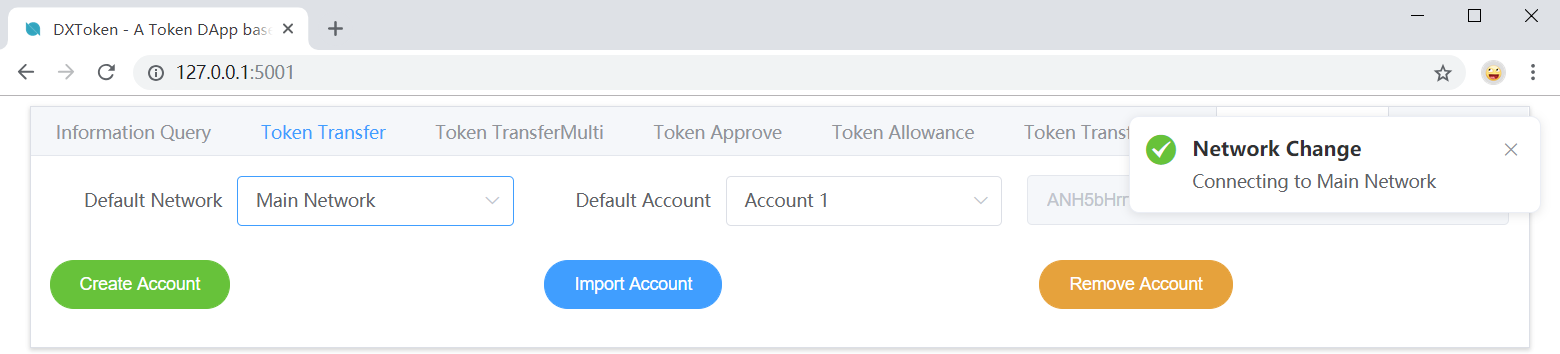 DXToken - A Token DApp bas
127.0.0.1:5001
Information Query Token Transfer Token TransferMulti Token Approve Token Allowance Token Transf
Network Change
Connecting to Main Network
Default Network Main Network Default Account Account 1 ANH5bHr
Create Account Import Account Remove Account